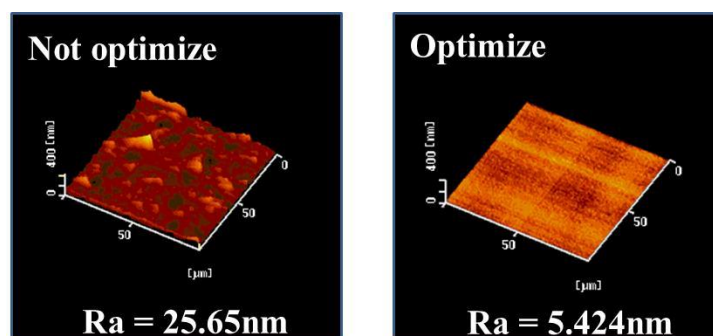 Not optimize
400 [nm]
0
50
50
0
[µm]
Ra = 25.65nm
Optimize
400 [nm]
0
50
50
0
[µm]
Ra = 5.424nm